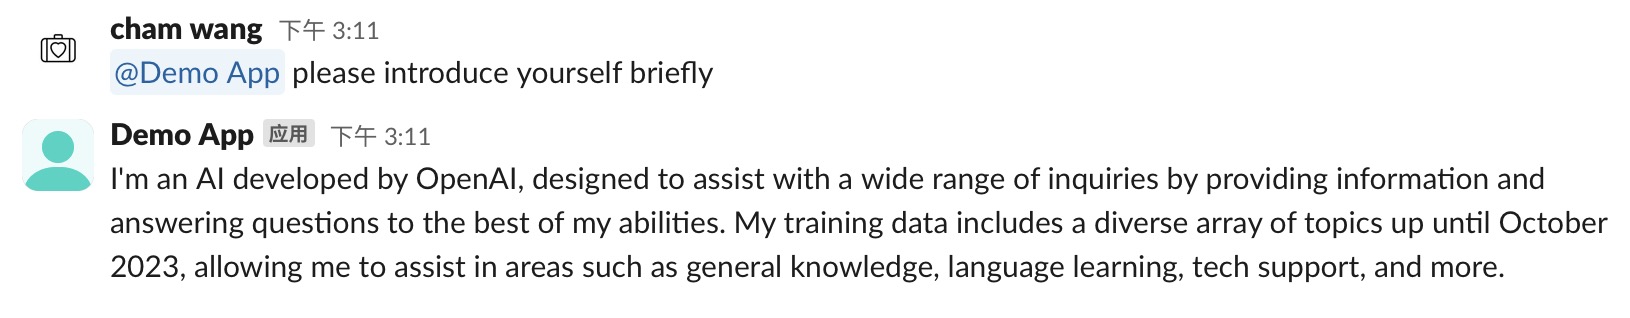 cham wang 下午 3:11
@Demo App please introduce yourself briefly
Demo App 应用 下午 3:11
I'm an AI developed by OpenAI, designed to assist with a wide range of inquiries by providing information and
answering questions to the best of my abilities. My training data includes a diverse array of topics up until October
2023, allowing me to assist in areas such as general knowledge, language learning, tech support, and more.